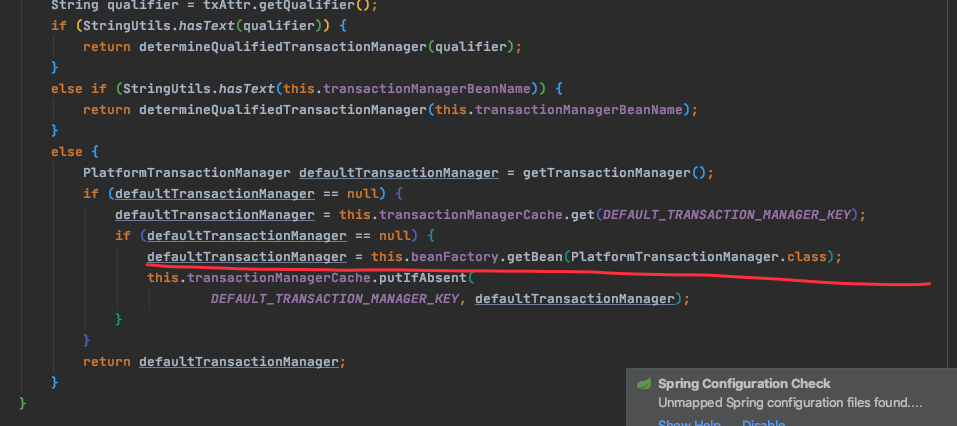 String qualifier = txAttr.getQualifier();
if (StringUtils.hasText(qualifier)) {
return determineQualifiedTransactionManager(qualifier);
}
else if (StringUtils.hasText(this.transactionManagerBeanName)) {
return determineQualifiedTransactionManager(this.transactionManagerBeanName);
}
else {
PlatformTransactionManager defaultTransactionManager = getTransactionManager();
if (defaultTransactionManager == null) {
defaultTransactionManager = this.transactionManagerCache.get(DEFAULT_TRANSACTION_MANAGER_KEY);
if (defaultTransactionManager == null) {
defaultTransactionManager = this.beanFactory.getBean(PlatformTransactionManager.class);
this.transactionManagerCache.putIfAbsent(
DEFAULT_TRANSACTION_MANAGER_KEY, defaultTransactionManager);
}
}
return defaultTransactionManager;
}
}
Spring Configuration Check
Unmapped Spring configuration files found....
Show Help Disable